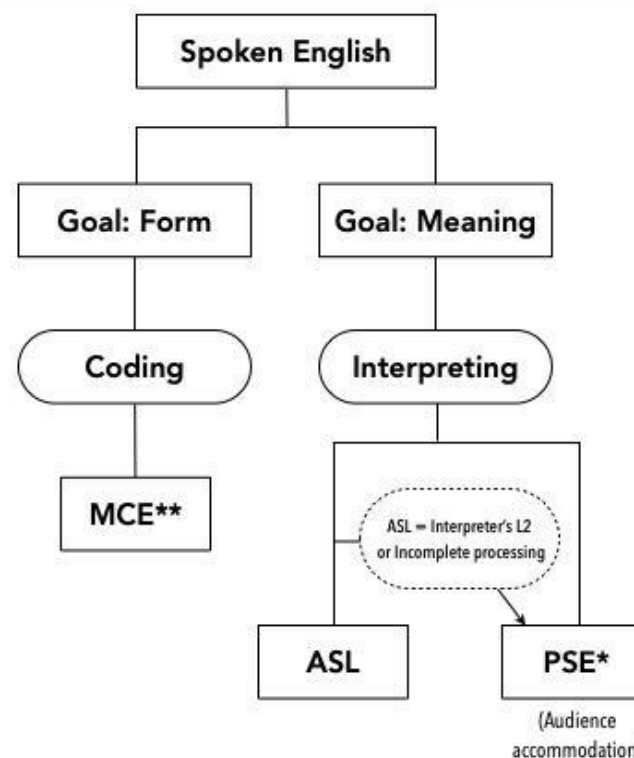 Spoken English
Goal: Form
Goal: Meaning
Coding
Interpreting
MCE**
ASL = Interpreter's L2
or Incomplete processing
ASL
PSE*
(Audience
accommodation